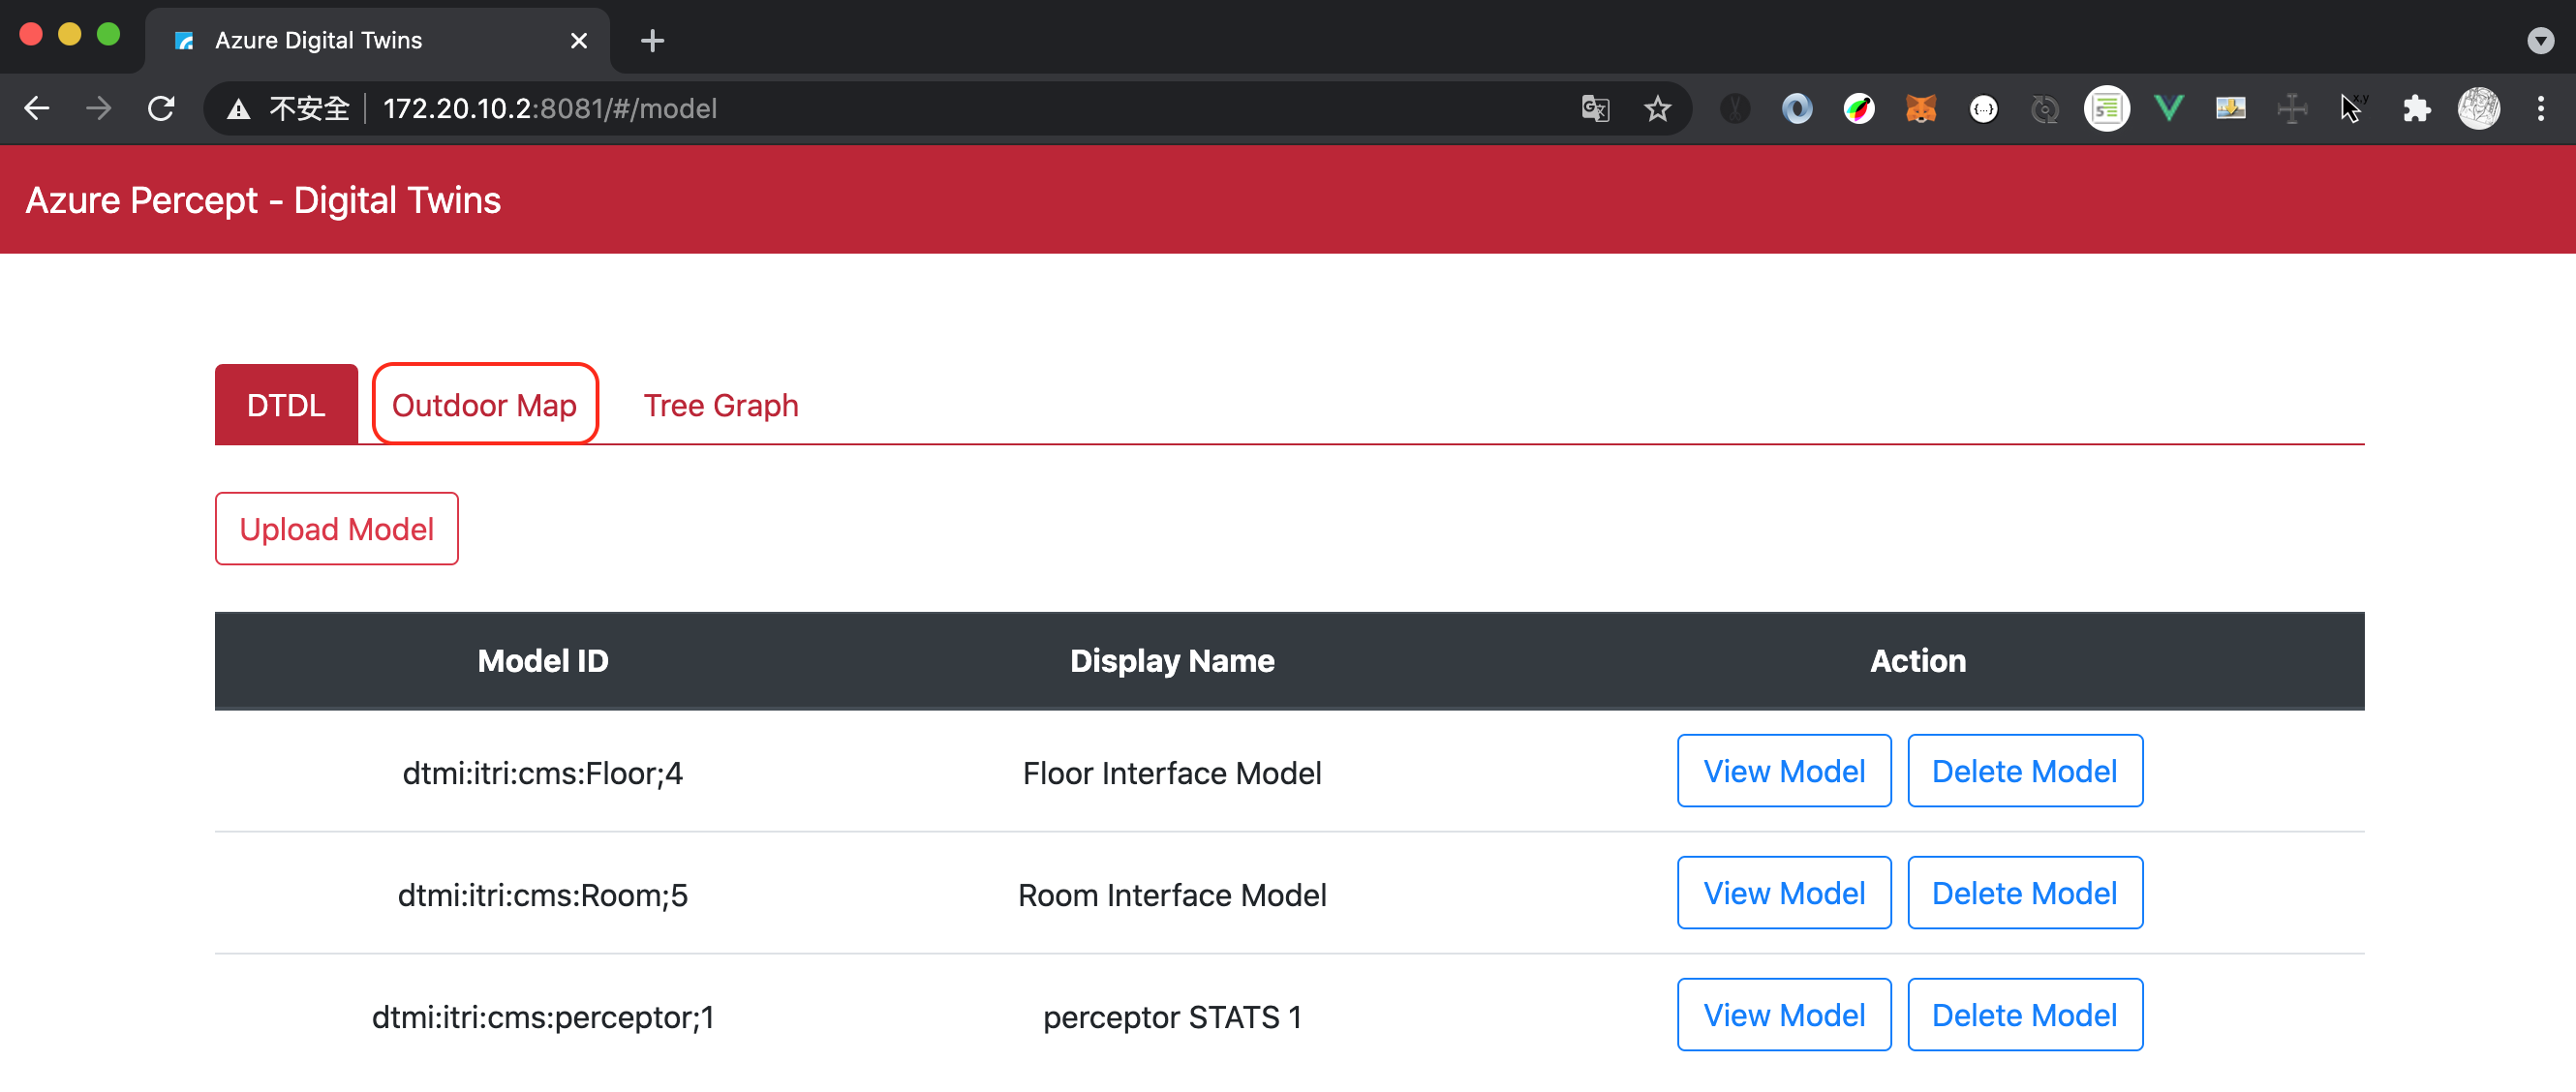 Azure Digital Twins
不安全 172.20.10.2:8081/#/model
Azure Percept - Digital Twins
DTDL Outdoor Map Tree Graph
Upload Model
Model ID Display Name Action
dtmi:itri:cms:Floor;4 Floor Interface Model View Model Delete Model
dtmi:itri:cms:Room;5 Room Interface Model View Model Delete Model
dtmi:itri:cms:perceptor;1 perceptor STATS 1 View Model Delete Model